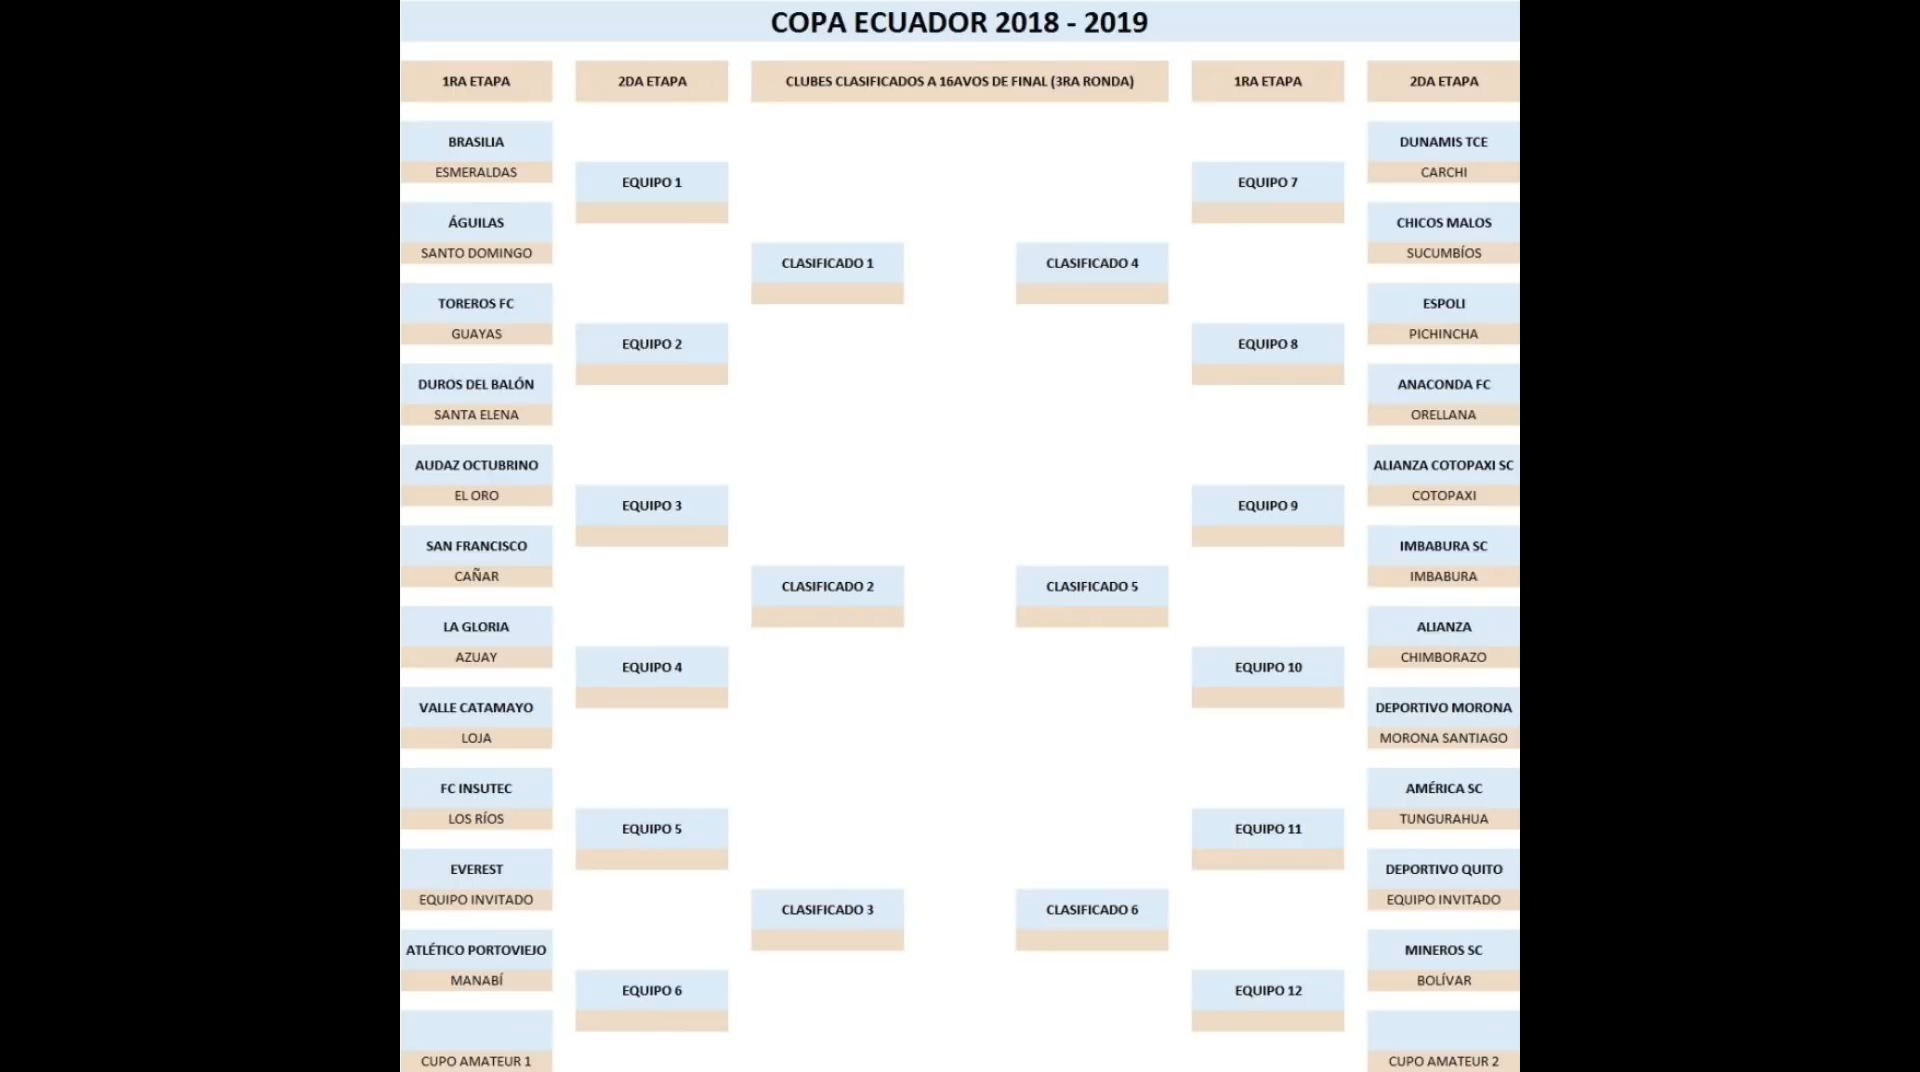 COPA ECUADOR 2018 - 2019
1RA ETAPA
2DA ETAPA
CLUBES CLASIFICADOS A 16AVOS DE FINAL (3RA RONDA)
1RA ETAPA
2DA ETAPA
BRASILIA
ESMERALDAS
ÁGUILAS
SANTO DOMINGO
TOREROS FC
GUAYAS
DUROS DEL BALÓN
SANTA ELENA
AUDAZ OCTUBRINO
EL ORO
SAN FRANCISCO
CAÑAR
LA GLORIA
AZUAY
VALLE CATAMAYO
LOJA
FC INSUTEC
LOS RÍOS
EVEREST
EQUIPO INVITADO
ATLÉTICO PORTOVIEJO
MANABÍ
CUPO AMATEUR 1
EQUIPO 1
EQUIPO 2
EQUIPO 3
EQUIPO 4
EQUIPO 5
EQUIPO 6
CLASIFICADO 1
CLASIFICADO 2
CLASIFICADO 3
CLASIFICADO 4
CLASIFICADO 5
CLASIFICADO 6
EQUIPO 7
EQUIPO 8
EQUIPO 9
EQUIPO 10
EQUIPO 11
EQUIPO 12
DUNAMIS TCE
CARCHI
CHICOS MALOS
SUCUMBÍOS
ESPOLI
PICHINCHA
ANACONDA FC
ORELLANA
ALIANZA COTOPAXI SC
COTOPAXI
IMBABURA SC
IMBABURA
ALIANZA
CHIMBORAZO
DEPORTIVO MORONA
MORONA SANTIAGO
AMÉRICA SC
TUNGURAHUA
DEPORTIVO QUITO
EQUIPO INVITADO
MINEROS SC
BOLÍVAR
CUPO AMATEUR 2